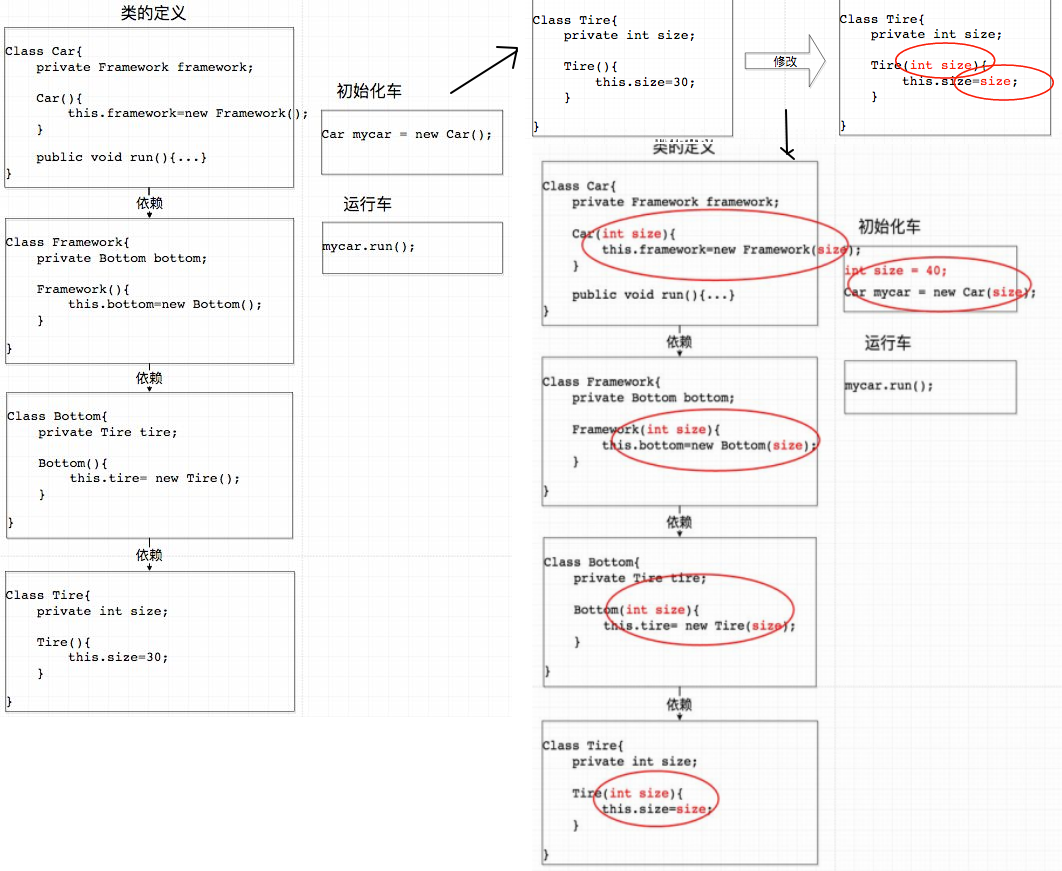 类的定义
Class Car{
private Framework framework;
Car(){
this.framework=new Framework();
}
public void run(){...}
}
依赖
Class Framework{
private Bottom bottom;
Framework(){
this.bottom=new Bottom();
}
}
依赖
Class Bottom{
private Tire tire;
Bottom(){
this.tire= new Tire();
}
}
依赖
Class Tire{
private int size;
Tire(){
this.size=30;
}
}
初始化车
Car mycar = new Car();
运行车
mycar.run();
Class Tire{
private int size;
Tire(){
this.size=30;
}
}
修改
Class Tire{
private int size;
Tire(int size){
this.size=size;
}
}
类的定义
Class Car{
private Framework framework;
Car(int size){
this.framework=new Framework(size);
}
public void run(){...}
}
依赖
Class Framework{
private Bottom bottom;
Framework(int size){
this.bottom=new Bottom(size);
}
}
依赖
Class Bottom{
private Tire tire;
Bottom(int size){
this.tire= new Tire(size);
}
}
依赖
Class Tire{
private int size;
Tire(int size){
this.size=size;
}
}
初始化车
int size = 40;
Car mycar = new Car(size);
运行车
mycar.run();